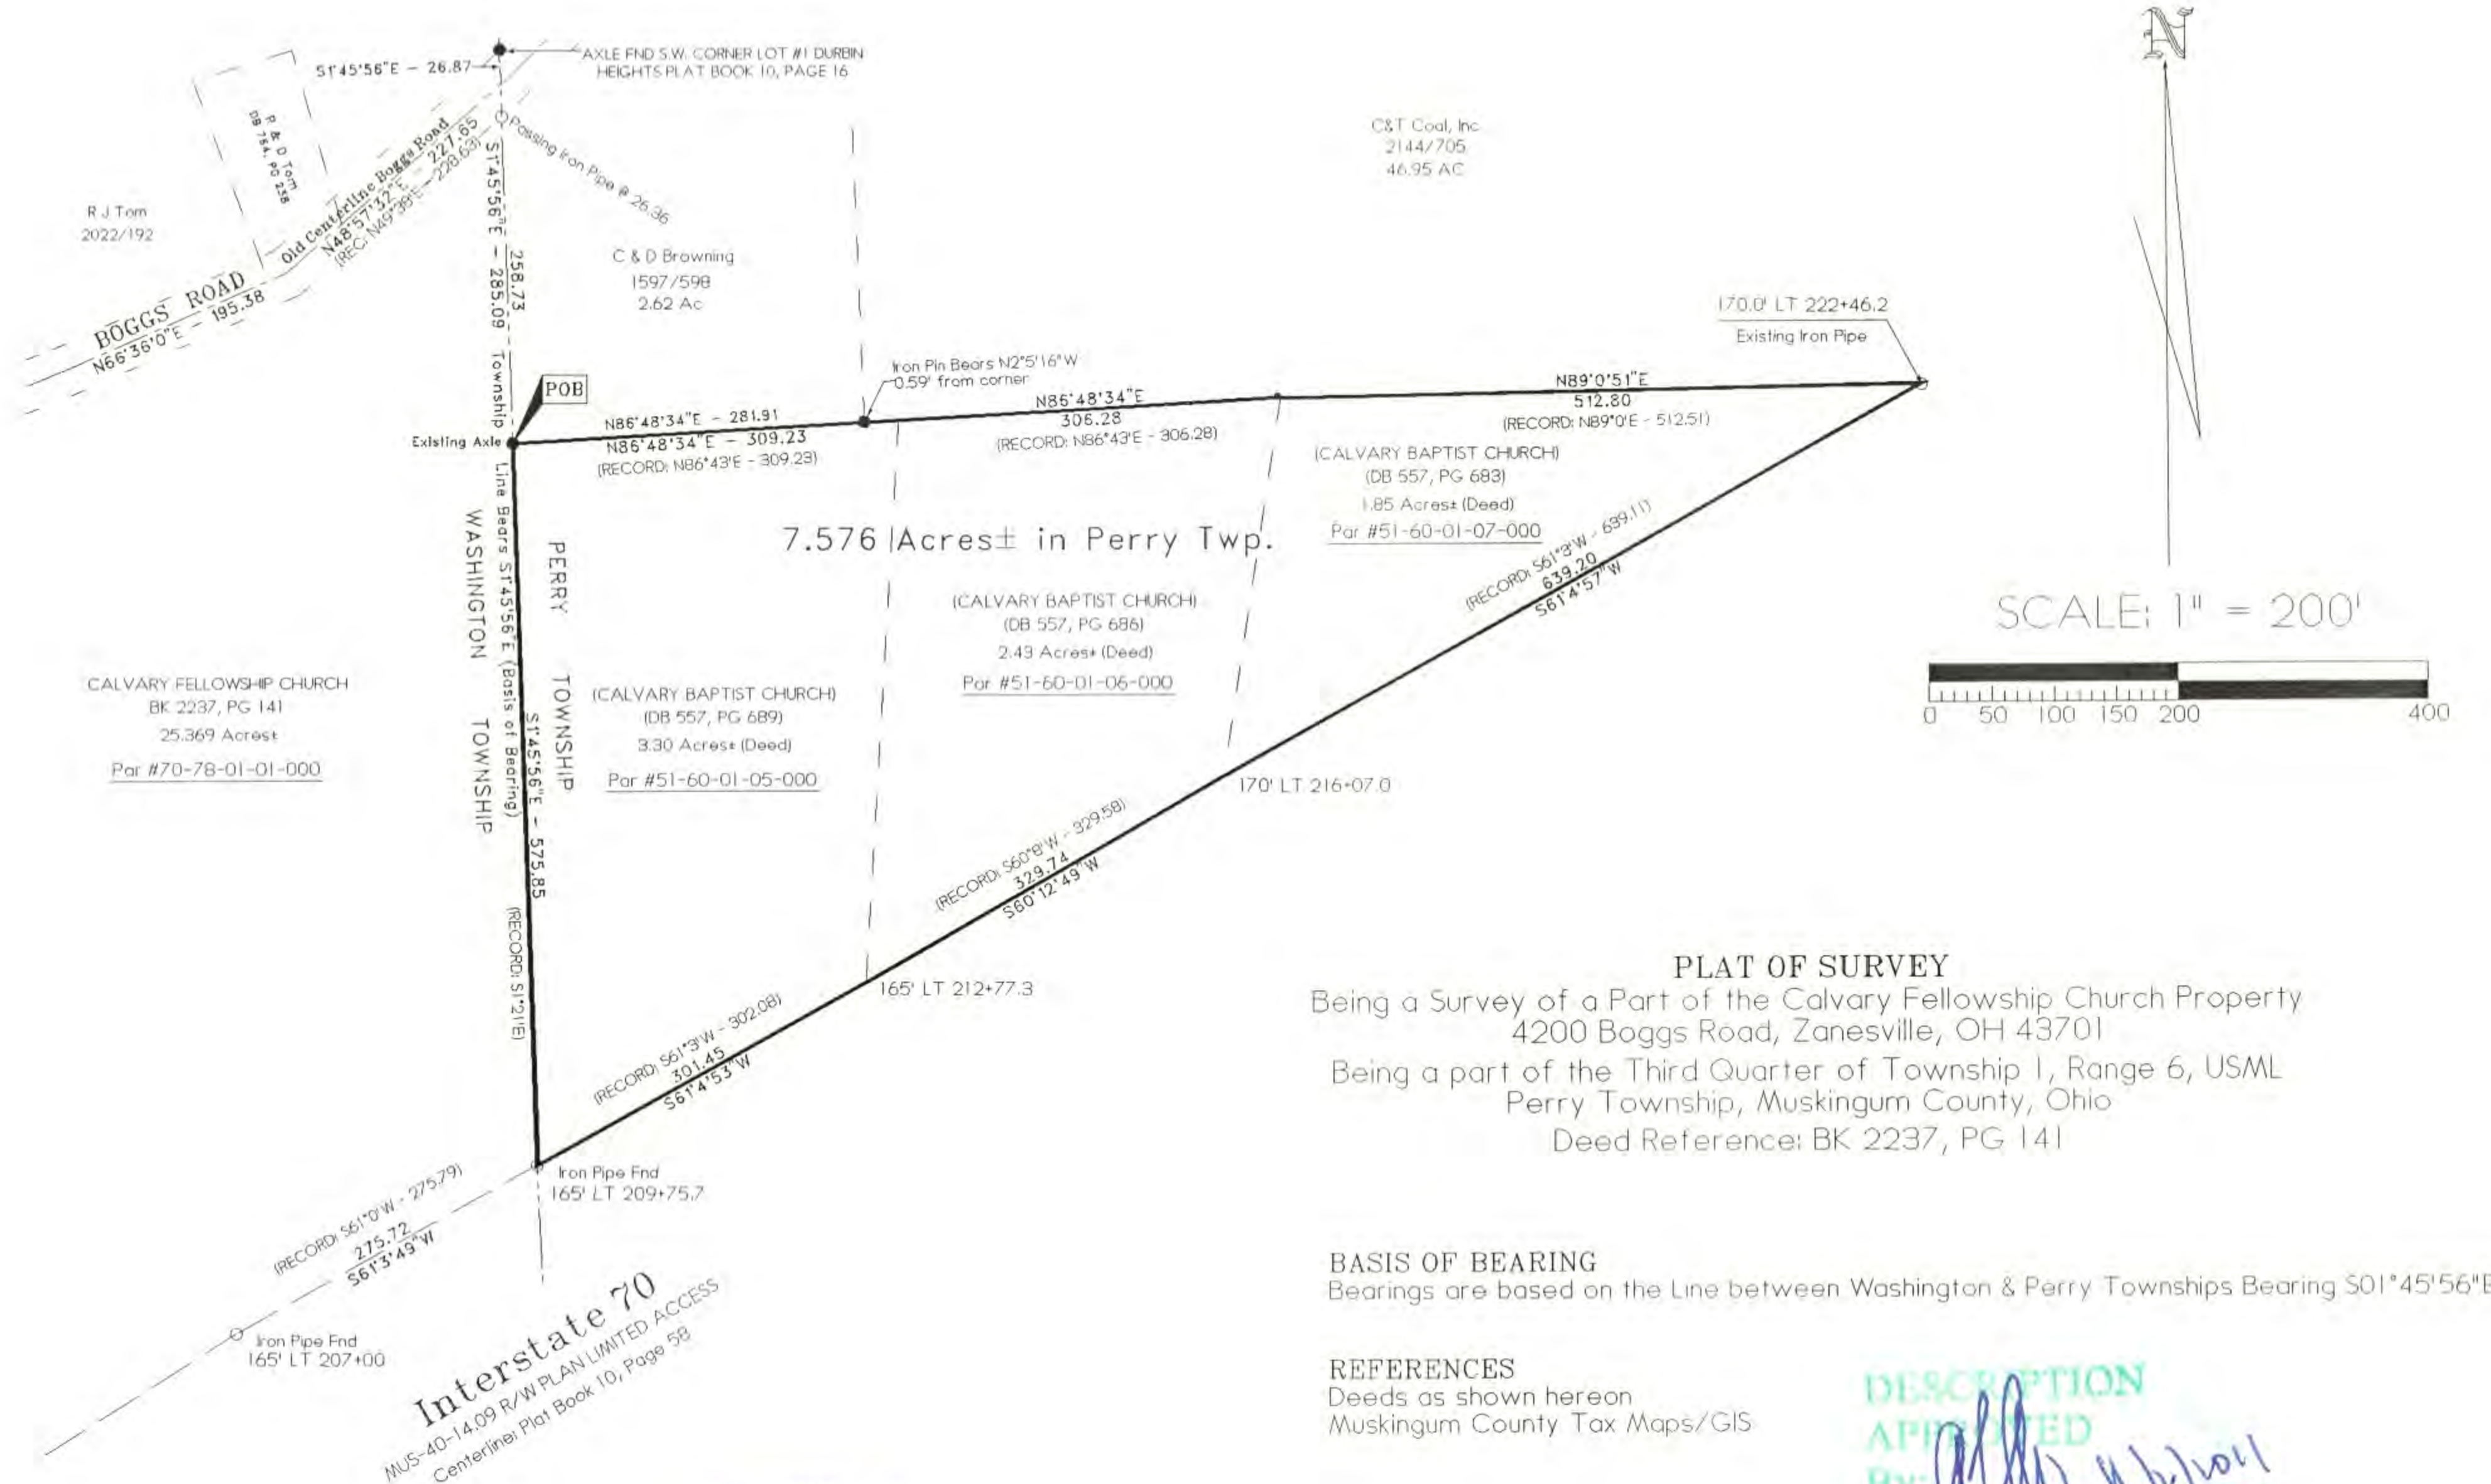 S1°45'56"E - 26.87
AXLE FND S.W. CORNER LOT #1 DURBIN
HEIGHTS PLAT BOOK 10, PAGE 16
N
R & D Tom
DB 754, PG 258
Old Centerline Boggs Road
N48°57'32"E - 227.65
(REC: N49°39'E - 228.63)
Passing Iron Pipe @ 26.36
S1°45'56"E - 285.09
258.73
Township
R J Tom
2022/192
BOGGS ROAD
N66°36'0"E - 195.38
C & D Browning
1597/598
2.62 Ac
C&T Coal, Inc
2144/705
46.95 AC
170.0' LT 222+46.2
Existing Iron Pipe
POB
Existing Axle
Iron Pin Bears N2°5'16"W
0.59' from corner
N86°48'34"E - 281.91
N86°48'34"E - 309.23
(RECORD: N86°43'E - 309.23)
N86°48'34"E
306.28
(RECORD: N86°43'E - 306.28)
N89°0'51"E
512.80
(RECORD: N89°0'E - 512.51)
(CALVARY BAPTIST CHURCH)
(DB 557, PG 683)
1.85 Acres± (Deed)
Par #51-60-01-07-000
7.576 Acres± in Perry Twp.
Line Bears S1°45'56"E (Basis of Bearing)
WASHINGTON TOWNSHIP
PERRY TOWNSHIP
S1°45'56"E - 575.85
(RECORD: S1°21'E)
(CALVARY BAPTIST CHURCH)
(DB 557, PG 686)
2.43 Acres± (Deed)
Par #51-60-01-06-000
(CALVARY BAPTIST CHURCH)
(DB 557, PG 689)
3.30 Acres± (Deed)
Par #51-60-01-05-000
CALVARY FELLOWSHIP CHURCH
BK 2237, PG 141
25.369 Acres±
Par #70-78-01-01-000
(RECORD: S61°3'W - 639.11)
639.20
S61°4'57"W
SCALE: 1" = 200'
0 50 100 150 200 400
170' LT 216+07.0
(RECORD: S60°8'W - 329.58)
329.74
S60°12'49"W
165' LT 212+77.3
(RECORD: S61°3'W - 302.08)
301.45
S61°4'53"W
Iron Pipe Fnd
165' LT 209+75.7
(RECORD: S61°0'W - 275.79)
275.72
S61°3'49"W
Iron Pipe Fnd
165' LT 207+00
Interstate 70
MUS-40-14.09 R/W PLAN LIMITED ACCESS
Centerline: Plat Book 10, Page 58
PLAT OF SURVEY
Being a Survey of a Part of the Calvary Fellowship Church Property
4200 Boggs Road, Zanesville, OH 43701
Being a part of the Third Quarter of Township 1, Range 6, USML
Perry Township, Muskingum County, Ohio
Deed Reference: BK 2237, PG 141
BASIS OF BEARING
Bearings are based on the Line between Washington & Perry Townships Bearing S01°45'56"E
REFERENCES
Deeds as shown hereon
Muskingum County Tax Maps/GIS
DESCRIPTION
APPROVED
By: